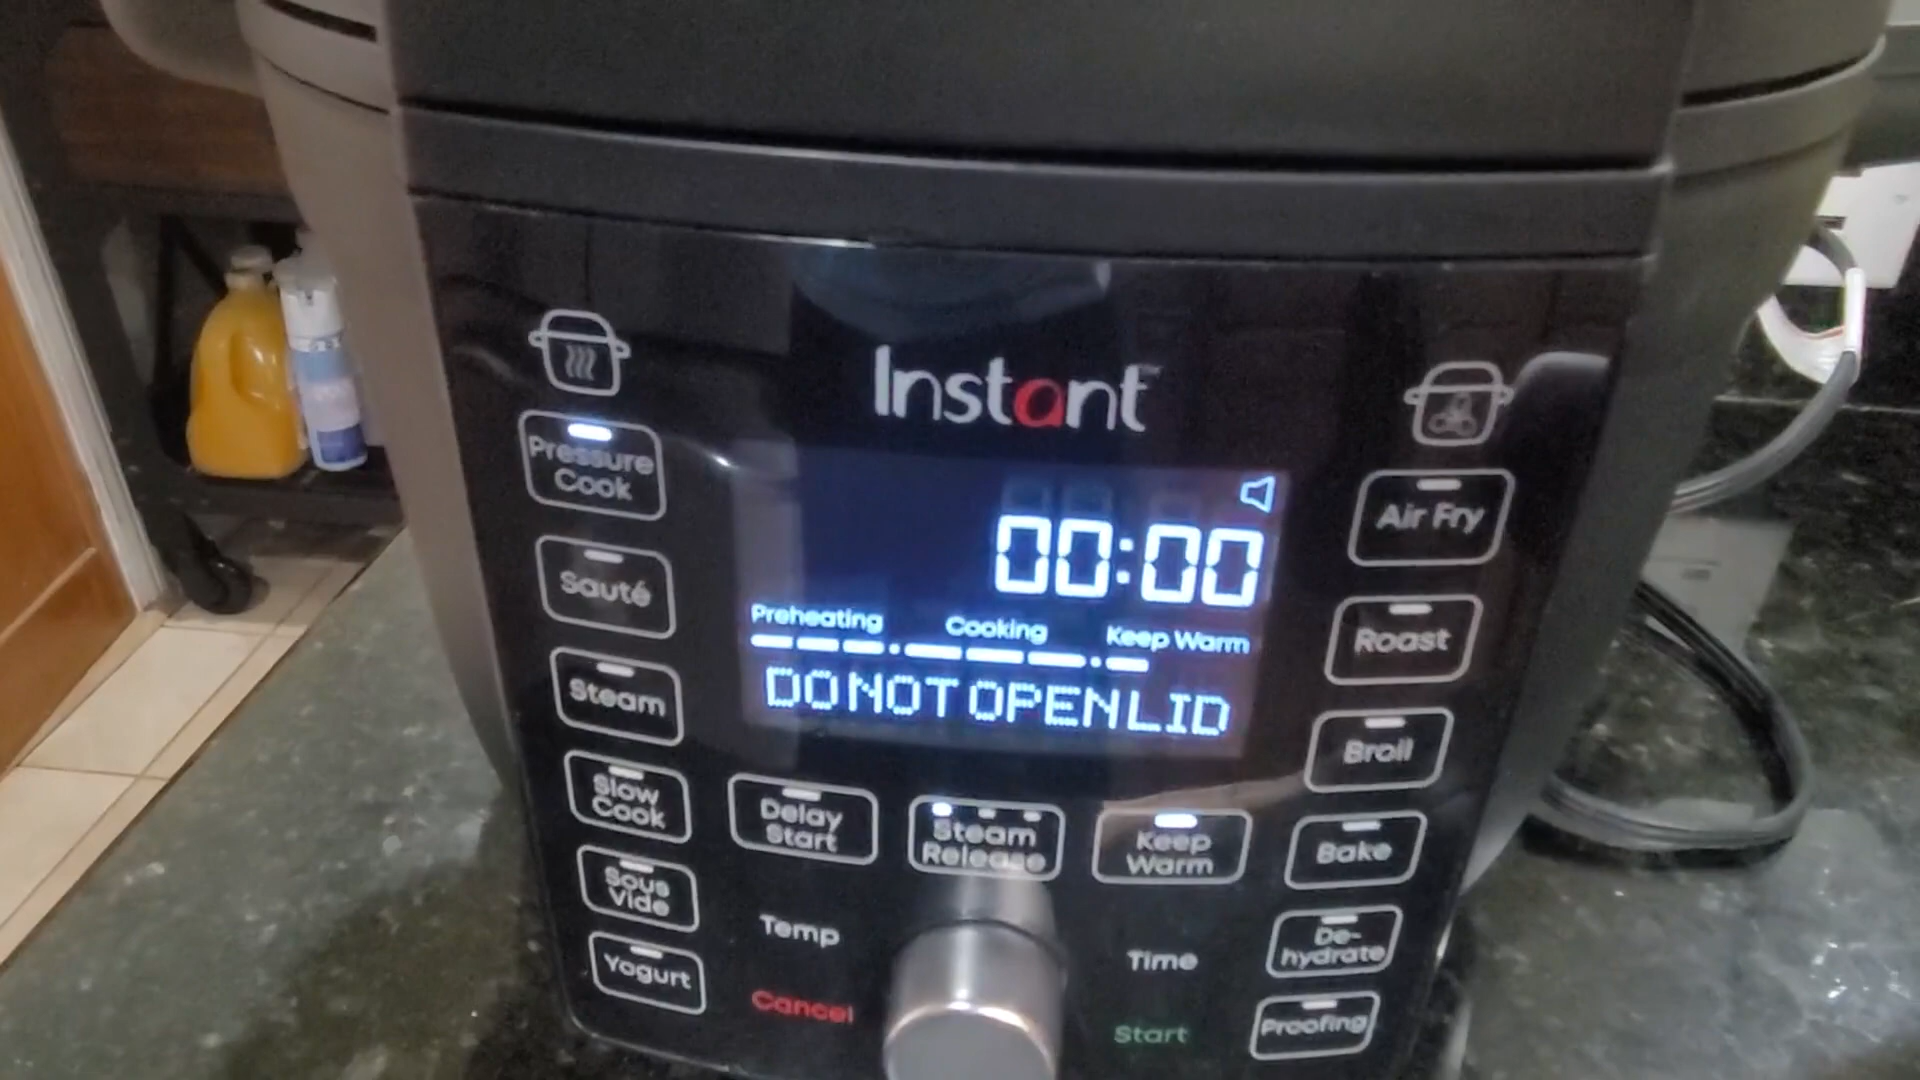 Instant
Pressure
Cook
Sauté
Steam
Slow
Cook
Sous
Vide
Yogurt
00:00
Preheating Cooking Keep Warm
DO NOT OPEN LID
Delay
Start
Steam
Release
Keep
Warm
Temp
Cancel
Time
Start
Air Fry
Roast
Broil
Bake
De-
hydrate
Proofing